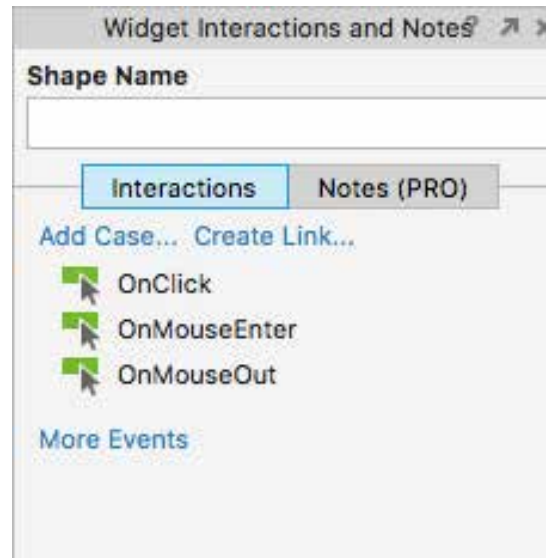 Widget Interactions and Notes
Shape Name
Interactions Notes (PRO)
Add Case... Create Link...
OnClick
OnMouseEnter
OnMouseOut
More Events